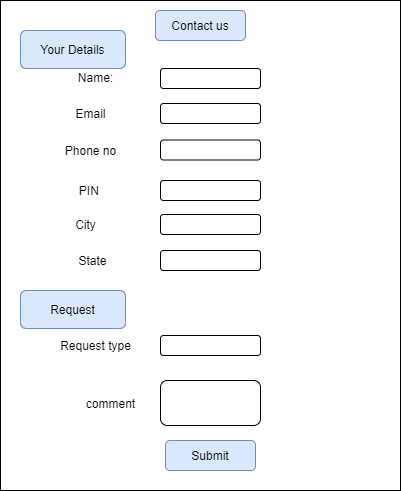 Contact us
Your Details
Name:
Email
Phone no
PIN
City
State
Request
Request type
comment
Submit